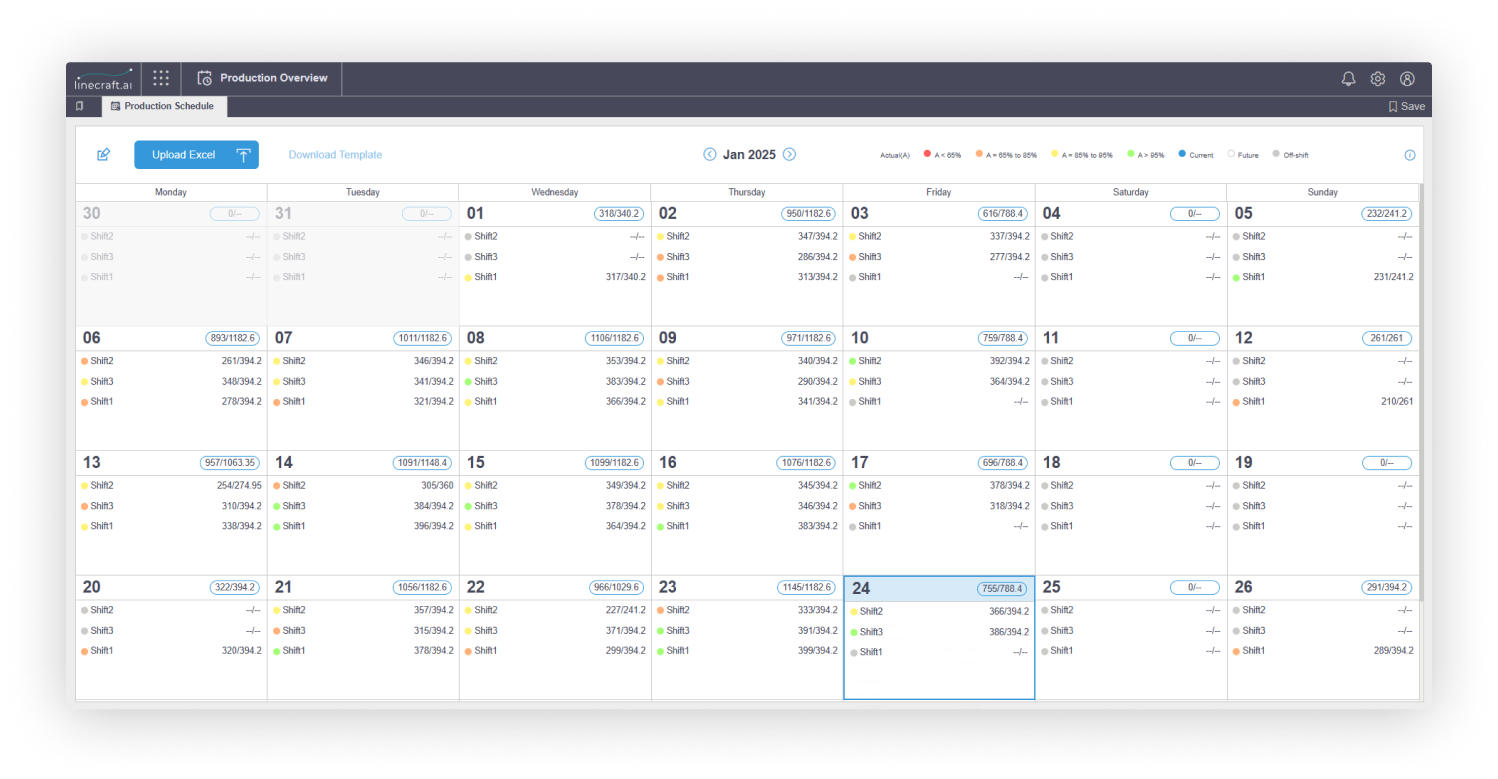 linecraft.ai Production Overview
Production Schedule Save
Upload Excel Download Template Jan 2025 Actual(A) A < 65% A = 65% to 85% A = 85% to 95% A > 95% Current Future Off-shift
Monday Tuesday Wednesday Thursday Friday Saturday Sunday
30 0/-- 31 0/-- 01 318/340.2 02 950/1182.6 03 616/788.4 04 0/-- 05 232/241.2
Shift2 --/-- Shift2 --/-- Shift2 --/-- Shift2 347/394.2 Shift2 337/394.2 Shift2 --/-- Shift2 --/--
Shift3 --/-- Shift3 --/-- Shift3 --/-- Shift3 286/394.2 Shift3 277/394.2 Shift3 --/-- Shift3 --/--
Shift1 --/-- Shift1 --/-- Shift1 317/340.2 Shift1 313/394.2 Shift1 --/-- Shift1 --/-- Shift1 231/241.2
06 893/1182.6 07 1011/1182.6 08 1106/1182.6 09 971/1182.6 10 759/788.4 11 0/-- 12 261/261
Shift2 261/394.2 Shift2 346/394.2 Shift2 353/394.2 Shift2 340/394.2 Shift2 392/394.2 Shift2 --/-- Shift2 --/--
Shift3 348/394.2 Shift3 341/394.2 Shift3 383/394.2 Shift3 290/394.2 Shift3 364/394.2 Shift3 --/-- Shift3 --/--
Shift1 278/394.2 Shift1 321/394.2 Shift1 366/394.2 Shift1 341/394.2 Shift1 --/-- Shift1 --/-- Shift1 210/261
13 957/1063.35 14 1091/1148.4 15 1099/1182.6 16 1076/1182.6 17 696/788.4 18 0/-- 19 0/--
Shift2 254/274.95 Shift2 305/360 Shift2 349/394.2 Shift2 345/394.2 Shift2 378/394.2 Shift2 --/-- Shift2 --/--
Shift3 310/394.2 Shift3 384/394.2 Shift3 378/394.2 Shift3 346/394.2 Shift3 318/394.2 Shift3 --/-- Shift3 --/--
Shift1 338/394.2 Shift1 396/394.2 Shift1 364/394.2 Shift1 383/394.2 Shift1 --/-- Shift1 --/-- Shift1 --/--
20 322/394.2 21 1056/1182.6 22 966/1029.6 23 1145/1182.6 24 755/788.4 25 0/-- 26 291/394.2
Shift2 --/-- Shift2 357/394.2 Shift2 227/241.2 Shift2 333/394.2 Shift2 366/394.2 Shift2 --/-- Shift2 --/--
Shift3 --/-- Shift3 315/394.2 Shift3 371/394.2 Shift3 391/394.2 Shift3 386/394.2 Shift3 --/-- Shift3 --/--
Shift1 320/394.2 Shift1 378/394.2 Shift1 299/394.2 Shift1 399/394.2 Shift1 --/-- Shift1 --/-- Shift1 289/394.2